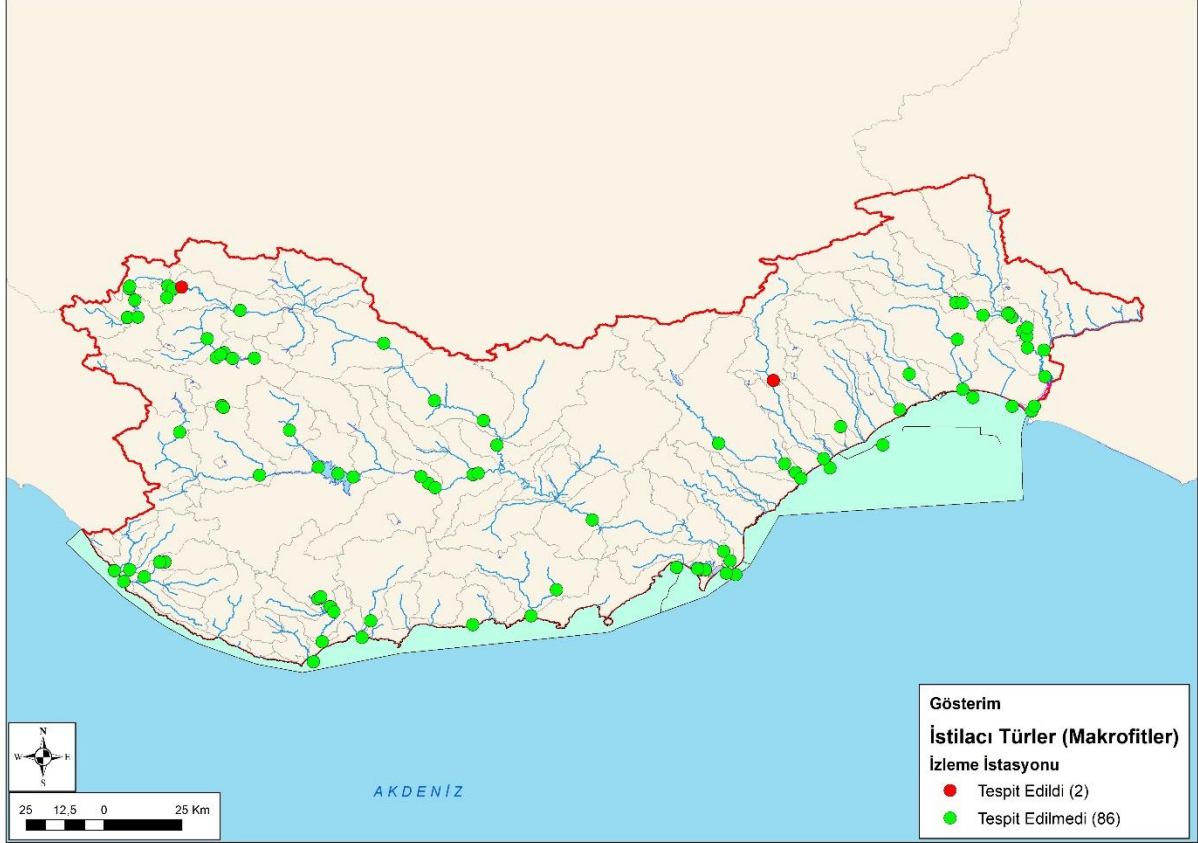 Gösterim
İstilacı Türler (Makrofitler)
İzleme İstasyonu
Tespit Edildi (2)
Tespit Edilmedi (86)
N
W E
S
25 12,5 0 25 Km
AKDENİZ